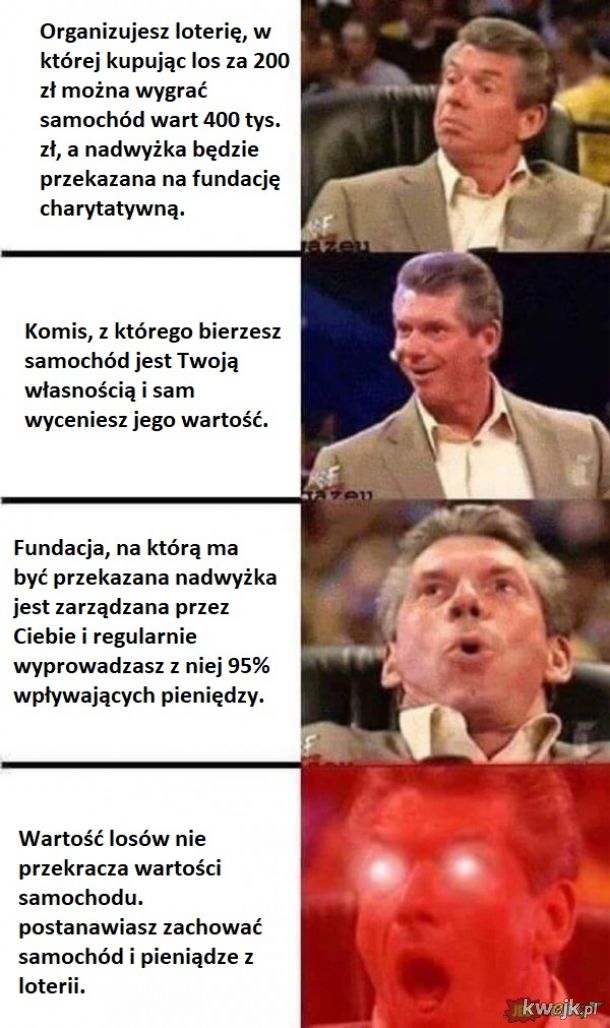 Organizujesz loterię, w
której kupując los za 200
zł można wygrać
samochód wart 400 tys.
zł, a nadwyżka będzie
przekazana na fundację
charytatywną.
Komis, z którego bierzesz
samochód jest Twoją
własnością i sam
wyceniesz jego wartość.
Fundacja, na którą ma
być przekazana nadwyżka
jest zarządzana przez
Ciebie i regularnie
wyprowadzasz z niej 95%
wpływających pieniędzy.
Wartość losów nie
przekracza wartości
samochodu.
postanawiasz zachować
samochód i pieniądze z
loterii.
kwejk.pl